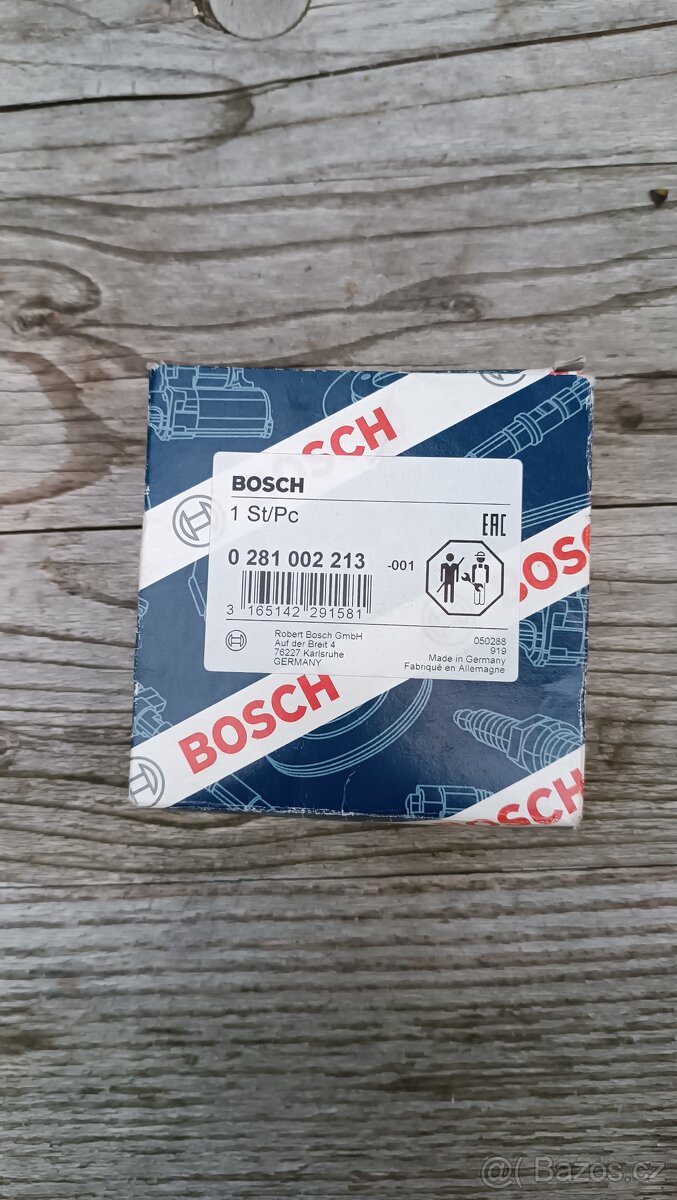 BOSCH
BOSCH
1 St/Pc
EAC
0 281 002 213 -001
3 165142 291581
Robert Bosch GmbH
Auf der Breit 4
76227 Karlsruhe
GERMANY
050288
919
Made in Germany
Fabriqué en Allemagne
BOSCH
BOSCH
BOSCH
@( Bazos.cz